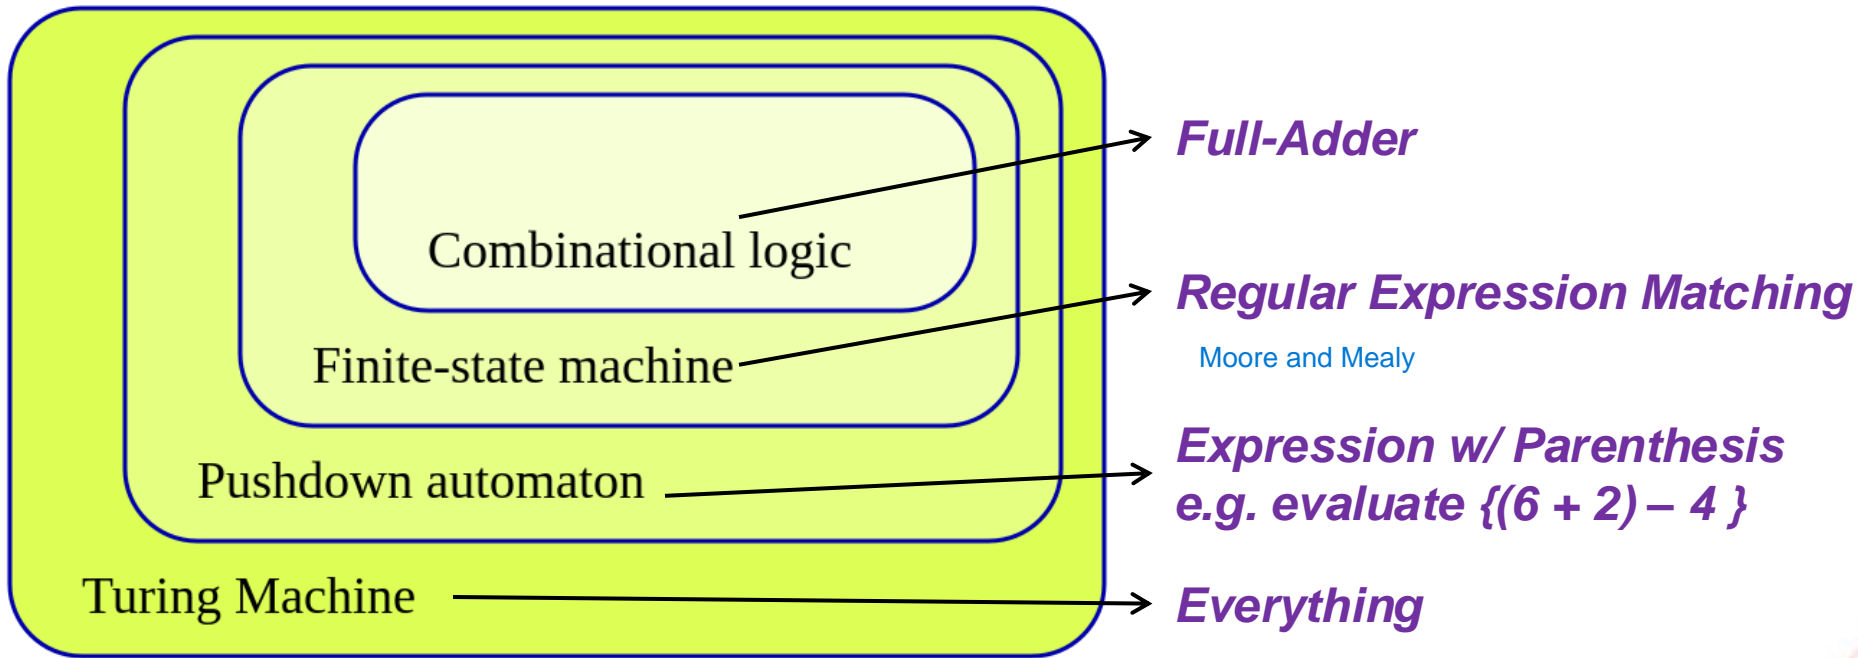 Combinational logic
Finite-state machine
Pushdown automaton
Turing Machine
Full-Adder
Regular Expression Matching
Moore and Mealy
Expression w/ Parenthesis
e.g. evaluate {(6 + 2) – 4 }
Everything